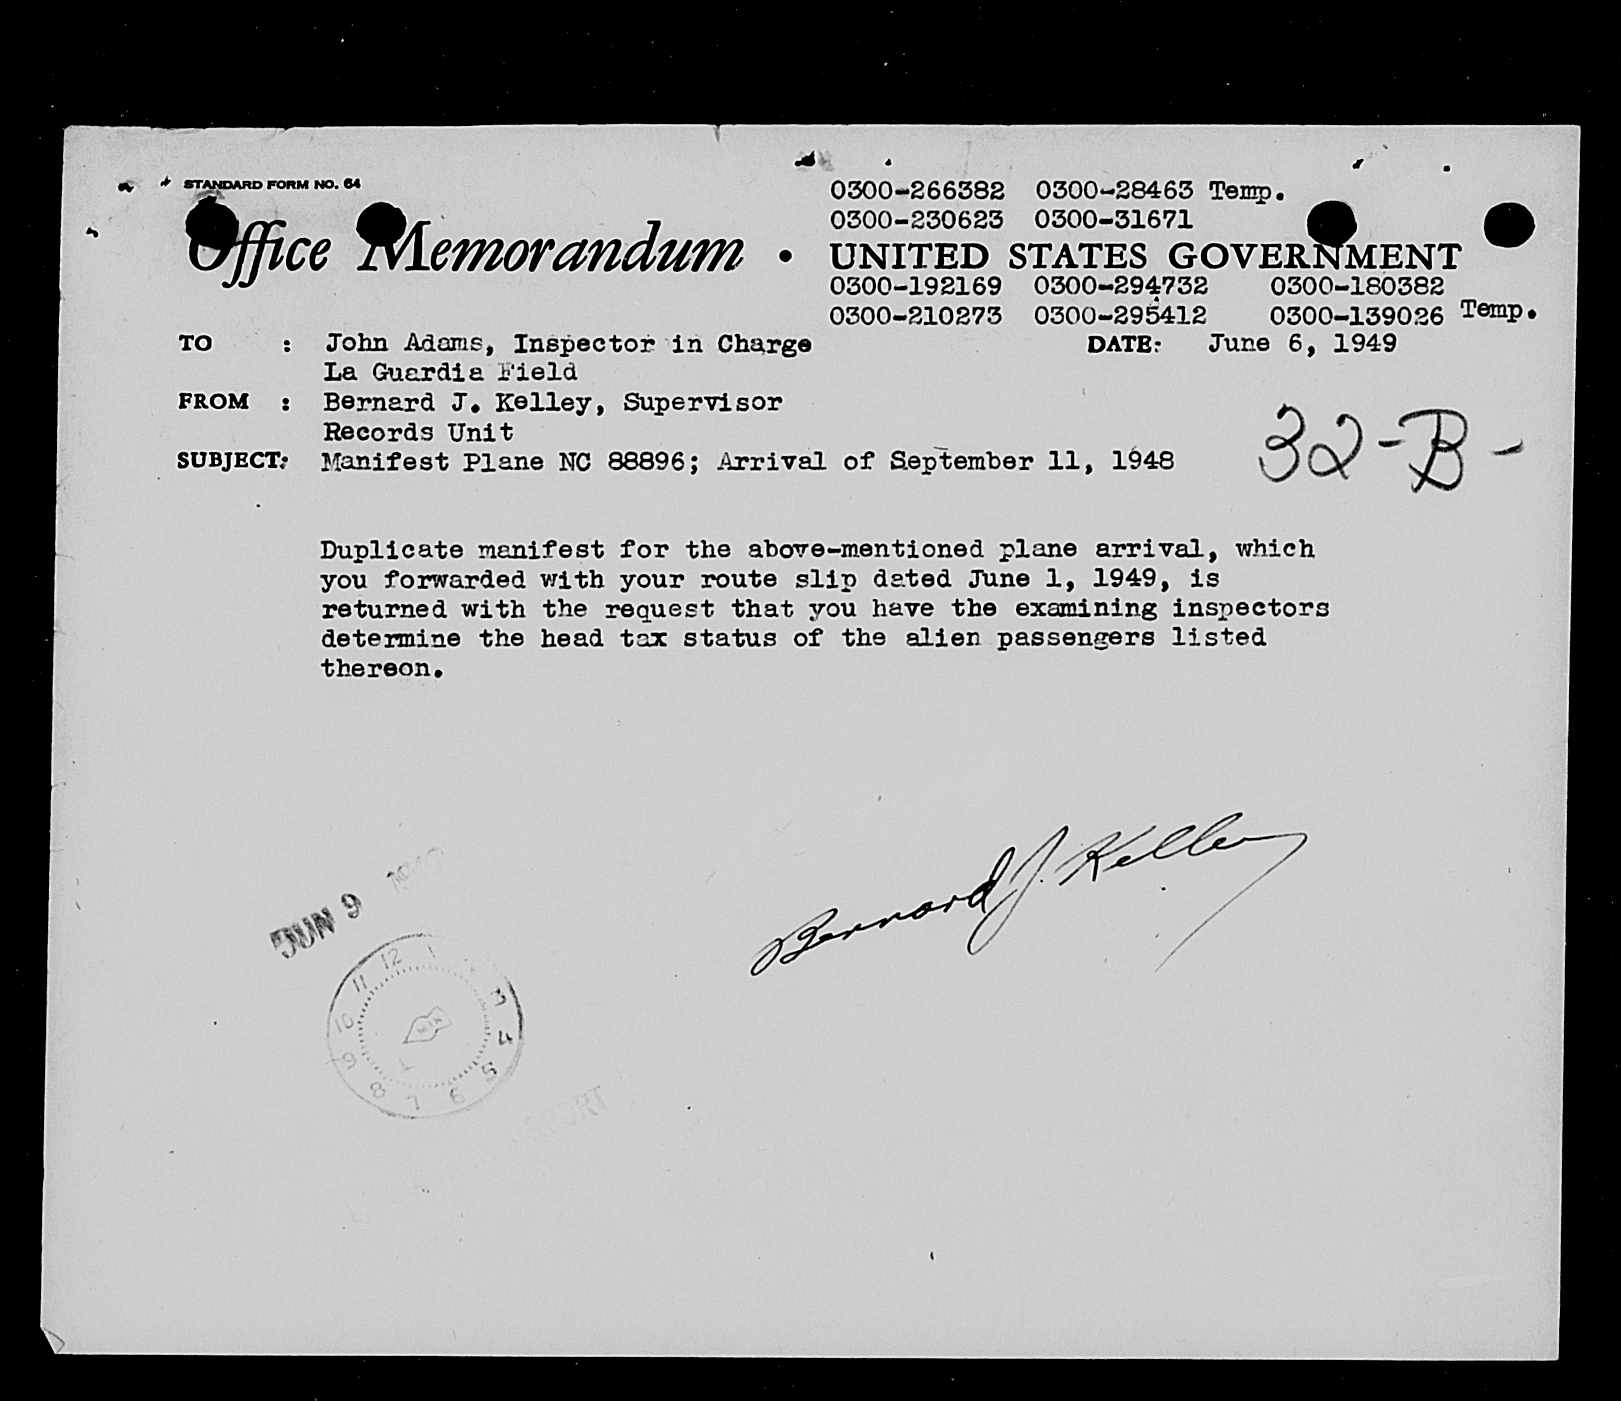 STANDARD FORM NO. 64
0300-266382 0300-28463 Temp.
0300-230623 0300-31671
Office Memorandum • UNITED STATES GOVERNMENT
0300-192169 0300-294732 0300-180382
0300-210273 0300-295412 0300-139026 Temp.
TO : John Adams, Inspector in Charge DATE: June 6, 1949
La Guardia Field
FROM : Bernard J. Kelley, Supervisor
Records Unit
SUBJECT: Manifest Plane NC 88896; Arrival of September 11, 1948
32-B-
Duplicate manifest for the above-mentioned plane arrival, which
you forwarded with your route slip dated June 1, 1949, is
returned with the request that you have the examining inspectors
determine the head tax status of the alien passengers listed
thereon.
Bernard J. Kelley
JUN 9
12 1 3 4 5 6 7 8 9 10 11